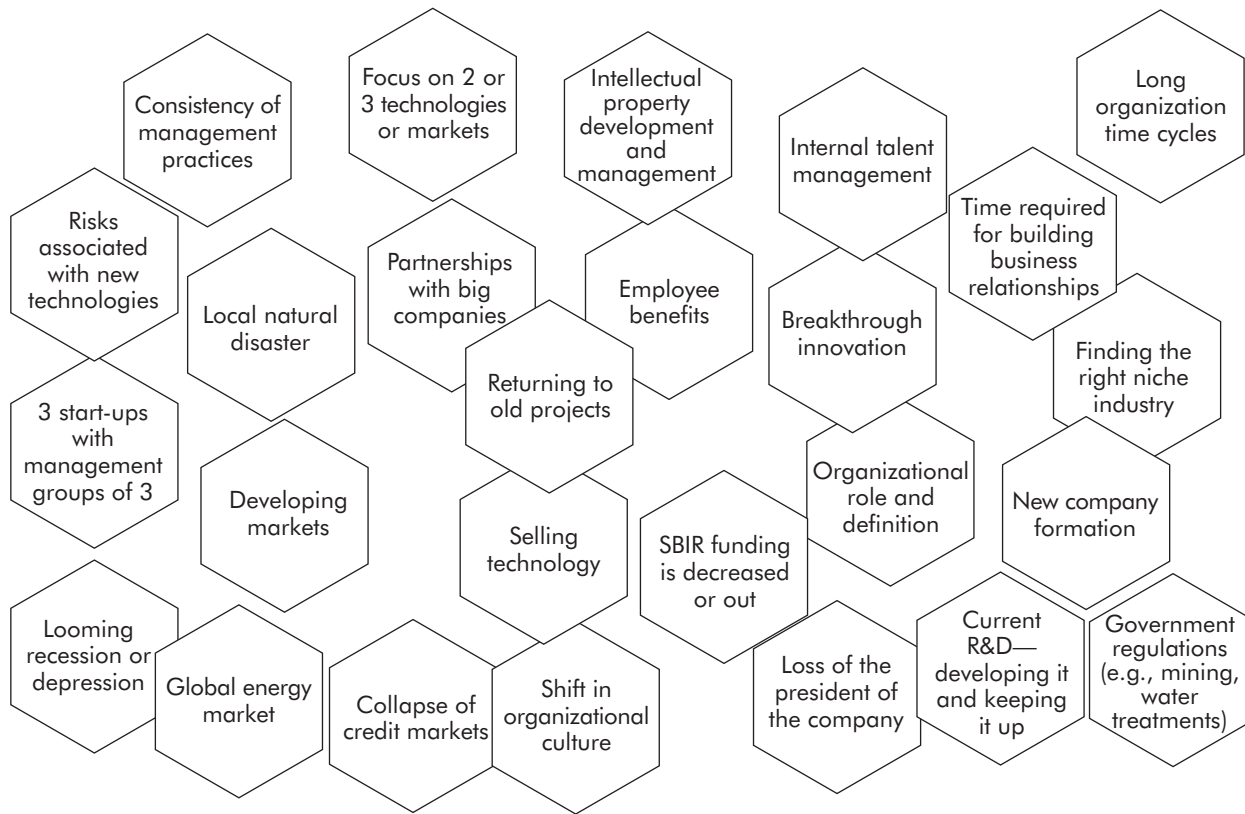 Consistency of
management
practices
Focus on 2 or
3 technologies
or markets
Intellectual
property
development
and
management
Internal talent
management
Long
organization
time cycles
Risks
associated
with new
technologies
Local natural
disaster
Partnerships
with big
companies
Employee
benefits
Breakthrough
innovation
Time required
for building
business
relationships
Returning to
old projects
Finding the
right niche
industry
3 start-ups
with
management
groups of 3
Developing
markets
Selling
technology
SBIR funding
is decreased
or out
Organizational
role and
definition
New company
formation
Looming
recession or
depression
Global energy
market
Collapse of
credit markets
Shift in
organizational
culture
Loss of the
president of
the company
Current
R&D—
developing it
and keeping
it up
Government
regulations
(e.g., mining,
water
treatments)